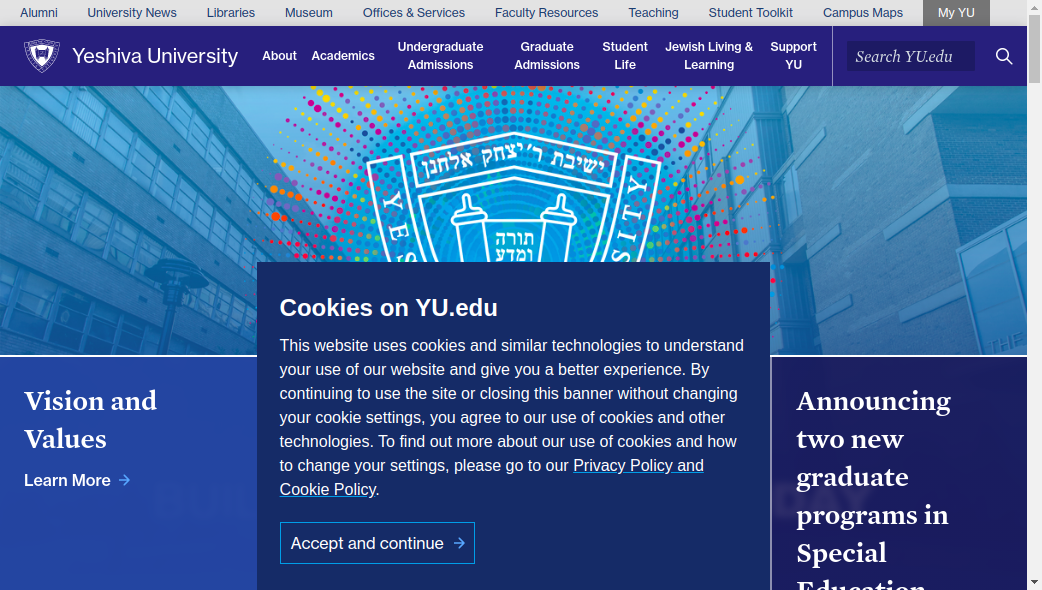 Alumni
University News
Libraries
Museum
Offices & Services
Faculty Resources
Teaching
Student Toolkit
Campus Maps
My YU
Yeshiva University
About
Academics
Undergraduate
Admissions
Graduate
Admissions
Student
Life
Jewish Living &
Learning
Support
YU
Search YU.edu
ישיבת ר׳ יצחק אלחנן
YES
SITY
תורה
ומדע
THE
Cookies on YU.edu
This website uses cookies and similar technologies to understand
your use of our website and give you a better experience. By
continuing to use the site or closing this banner without changing
your cookie settings, you agree to our use of cookies and other
technologies. To find out more about our use of cookies and how
to change your settings, please go to our Privacy Policy and
Cookie Policy.
Accept and continue
Vision and
Values
Learn More
Announcing
two new
graduate
programs in
Special
Education